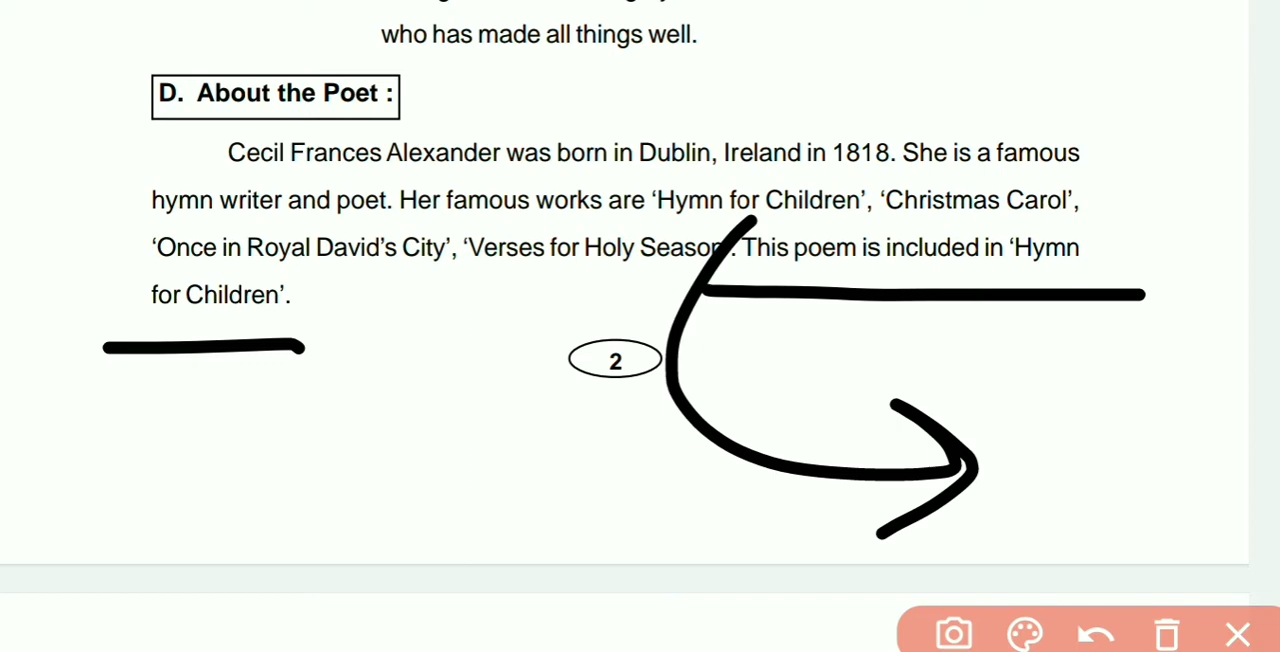 who has made all things well.
D. About the Poet :
Cecil Frances Alexander was born in Dublin, Ireland in 1818. She is a famous
hymn writer and poet. Her famous works are ‘Hymn for Children’, ‘Christmas Carol’,
‘Once in Royal David’s City’, ‘Verses for Holy Season’. This poem is included in ‘Hymn
for Children’.
2